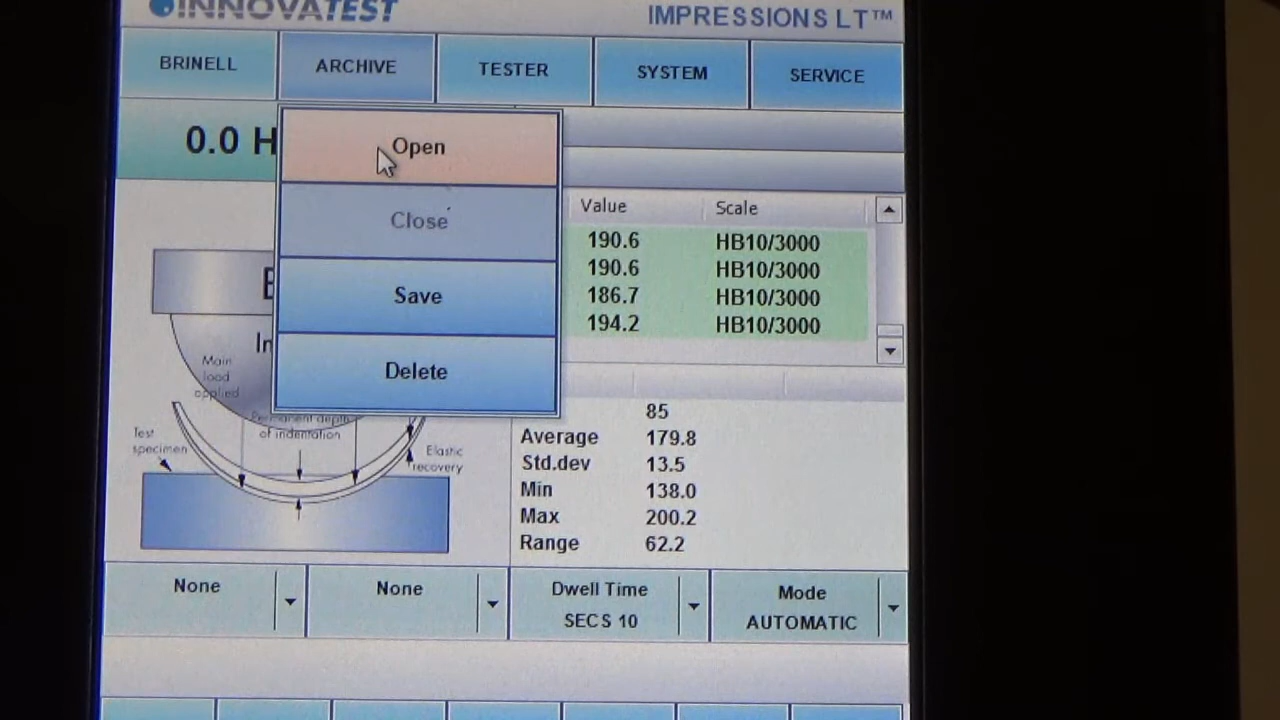 INNOVATEST
IMPRESSIONS LT™
BRINELL
ARCHIVE
TESTER
SYSTEM
SERVICE
0.0 H
Open
Close
Save
Delete
Value Scale
190.6 HB10/3000
190.6 HB10/3000
186.7 HB10/3000
194.2 HB10/3000
Main
load
applied
Permanent depth
of indentation
Test
specimen
Elastic
recovery
85
Average 179.8
Std.dev 13.5
Min 138.0
Max 200.2
Range 62.2
None
None
Dwell Time
SECS 10
Mode
AUTOMATIC